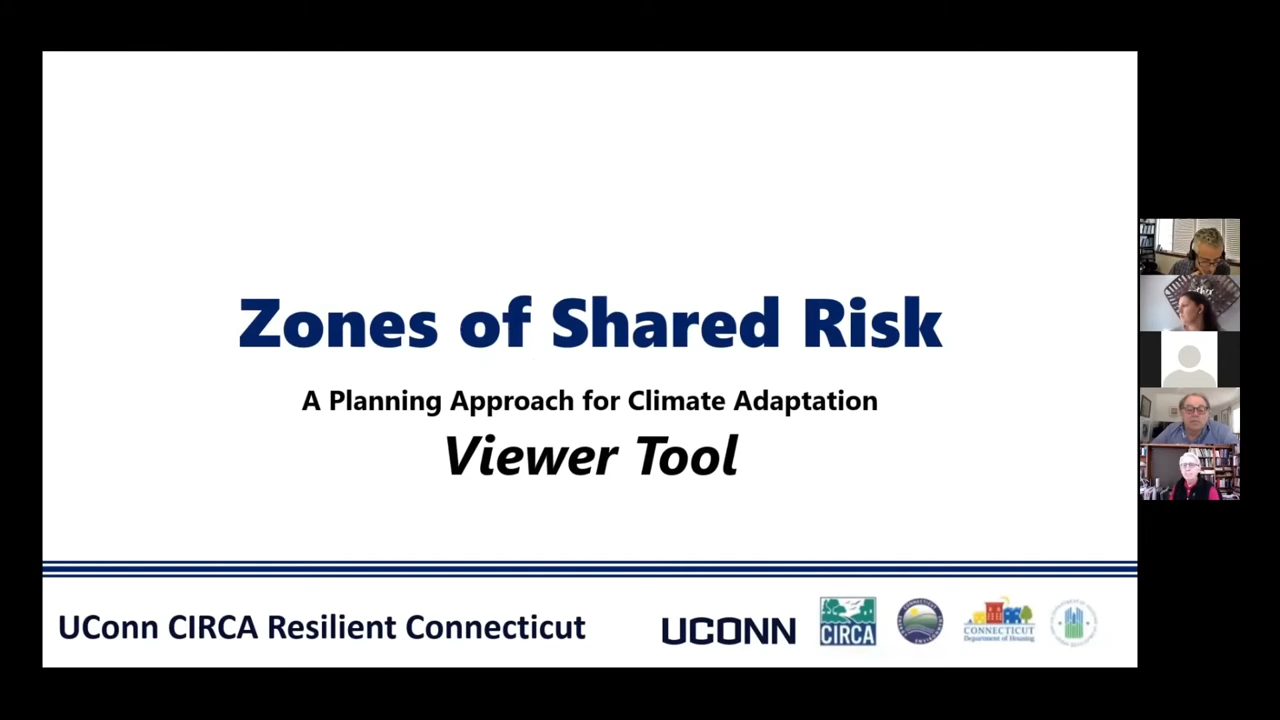 Zones of Shared Risk
A Planning Approach for Climate Adaptation
Viewer Tool
UConn CIRCA Resilient Connecticut
UCONN
CIRCA
CONNECTICUT
Department of Housing